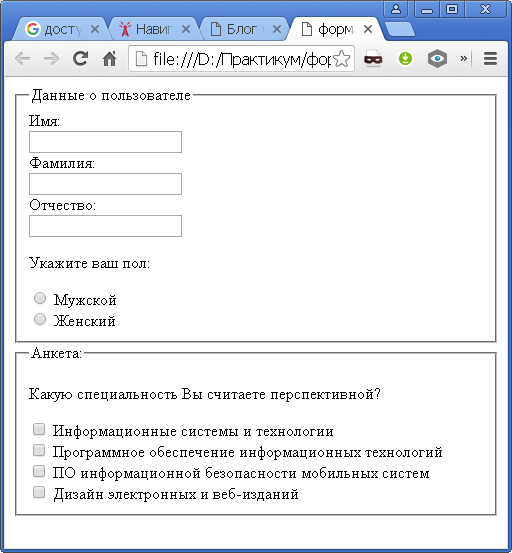 досту
Навиг
Блог
форм
file:///D:/Практикум/фор
»
Данные о пользователе
Имя:
Фамилия:
Отчество:
Укажите ваш пол:
Мужской
Женский
Анкета:
Какую специальность Вы считаете перспективной?
Информационные системы и технологии
Программное обеспечение информационных технологий
ПО информационной безопасности мобильных систем
Дизайн электронных и веб-изданий